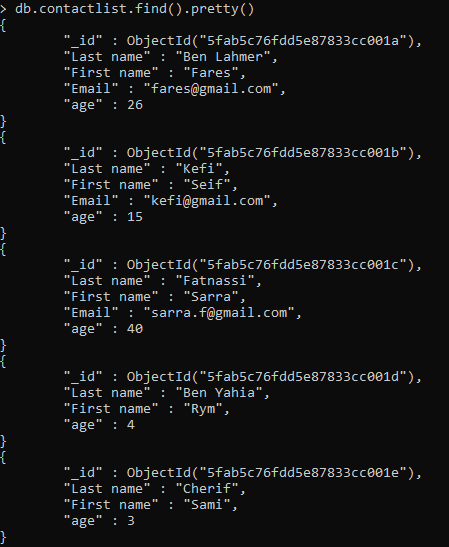 > db.contactlist.find().pretty()
{
"_id" : ObjectId("5fab5c76fdd5e87833cc001a"),
"Last name" : "Ben Lahmer",
"First name" : "Fares",
"Email" : "fares@gmail.com",
"age" : 26
}
{
"_id" : ObjectId("5fab5c76fdd5e87833cc001b"),
"Last name" : "Kefi",
"First name" : "Seif",
"Email" : "kefi@gmail.com",
"age" : 15
}
{
"_id" : ObjectId("5fab5c76fdd5e87833cc001c"),
"Last name" : "Fatnassi",
"First name" : "Sarra",
"Email" : "sarra.f@gmail.com",
"age" : 40
}
{
"_id" : ObjectId("5fab5c76fdd5e87833cc001d"),
"Last name" : "Ben Yahia",
"First name" : "Rym",
"age" : 4
}
{
"_id" : ObjectId("5fab5c76fdd5e87833cc001e"),
"Last name" : "Cherif",
"First name" : "Sami",
"age" : 3
}